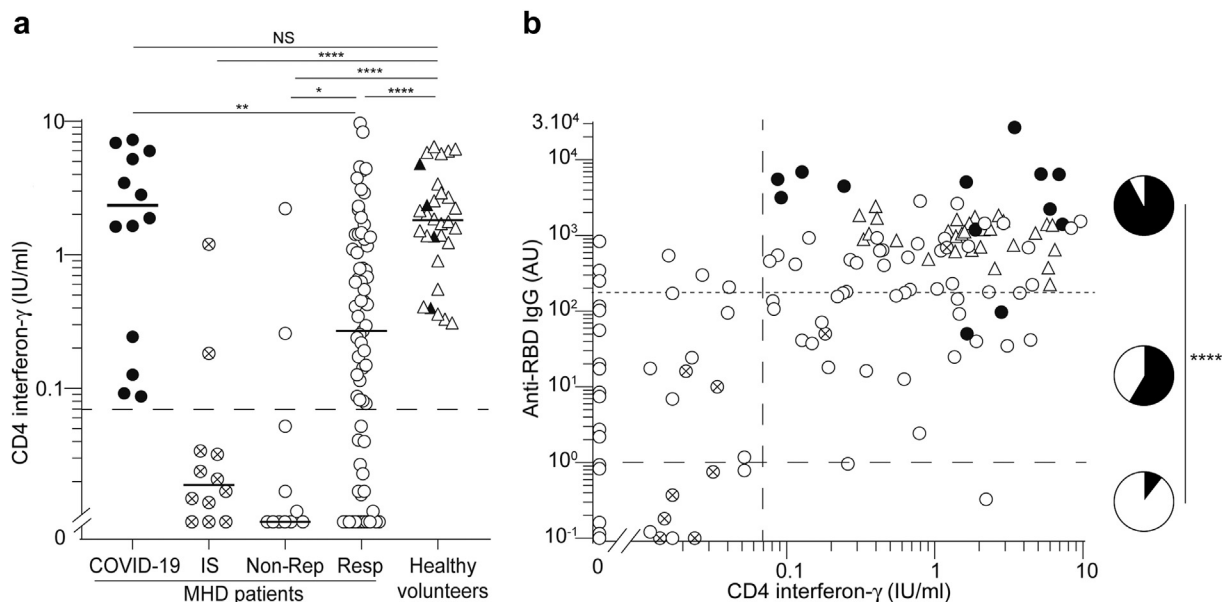 a
NS
****
****
* ****
**
10
1
0.1
0
CD4 interferon-γ (IU/ml)
COVID-19 IS Non-Rep Resp Healthy
volunteers
MHD patients
b
3.10⁴
10⁴
10³
10²
10¹
10⁰
10⁻¹
Anti-RBD IgG (AU)
0 0.1 1 10
CD4 interferon-γ (IU/ml)
****